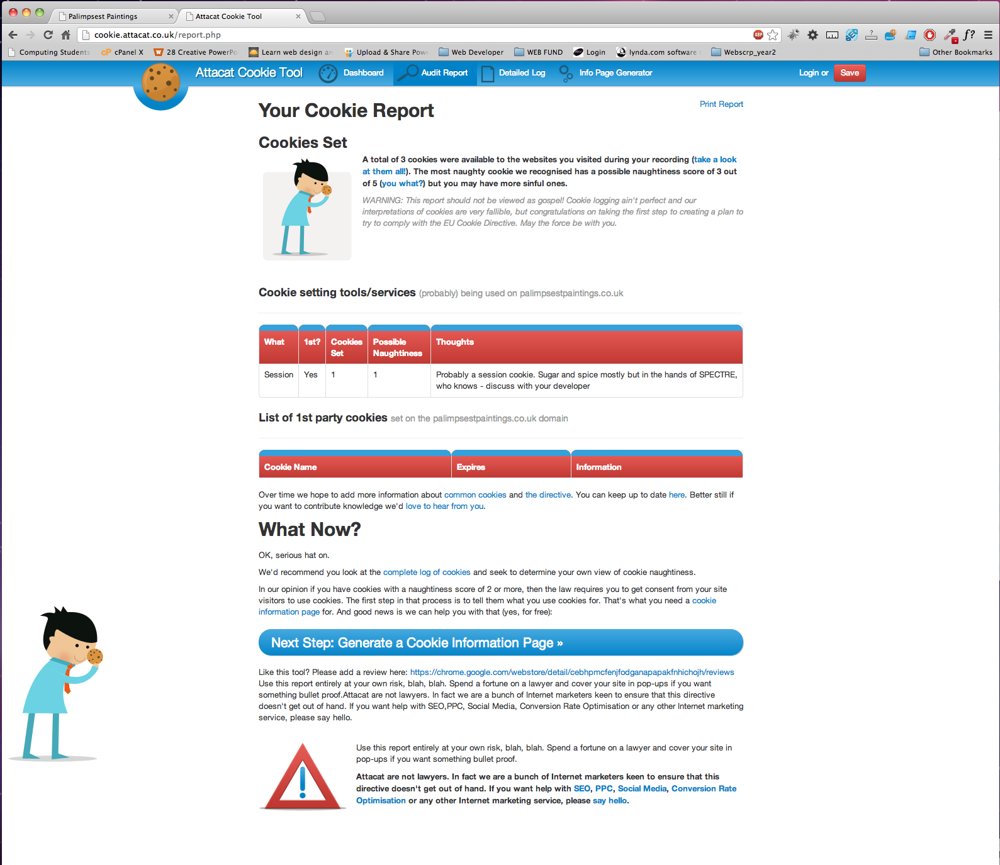 Palimpsest Paintings
Attacat Cookie Tool
cookie.attacat.co.uk/report.php
ABP
?
f?
Computing Students
cP cPanel X
W 28 Creative PowerPo
Learn web design an
Upload & Share Powe
Web Developer
WEB FUND
Login
lynda.com software
Webscrp_year2
Other Bookmarks
Attacat Cookie Tool
Dashboard
Audit Report
Detailed Log
Info Page Generator
Login or Save
Your Cookie Report
Print Report
Cookies Set
A total of 3 cookies were available to the websites you visited during your recording (take a look
at them all!). The most naughty cookie we recognised has a possible naughtiness score of 3 out
of 5 (you what?) but you may have more sinful ones.
WARNING: This report should not be viewed as gospel! Cookie logging ain't perfect and our
interpretations of cookies are very fallible, but congratulations on taking the first step to creating a plan to
try to comply with the EU Cookie Directive. May the force be with you.
Cookie setting tools/services (probably) being used on palimpsestpaintings.co.uk
What
1st?
Cookies
Set
Possible
Naughtiness
Thoughts
Session
Yes
1
1
Probably a session cookie. Sugar and spice mostly but in the hands of SPECTRE,
who knows - discuss with your developer
List of 1st party cookies set on the palimpsestpaintings.co.uk domain
Cookie Name
Expires
Information
Over time we hope to add more information about common cookies and the directive. You can keep up to date here. Better still if
you want to contribute knowledge we'd love to hear from you.
What Now?
OK, serious hat on.
We'd recommend you look at the complete log of cookies and seek to determine your own view of cookie naughtiness.
In our opinion if you have cookies with a naughtiness score of 2 or more, then the law requires you to get consent from your site
visitors to use cookies. The first step in that process is to tell them what you use cookies for. That's what you need a cookie
information page for. And good news is we can help you with that (yes, for free):
Next Step: Generate a Cookie Information Page »
Like this tool? Please add a review here: https://chrome.google.com/webstore/detail/cebhpmcfenjfodganapapakfnhichojh/reviews
Use this report entirely at your own risk, blah, blah. Spend a fortune on a lawyer and cover your site in pop-ups if you want
something bullet proof.Attacat are not lawyers. In fact we are a bunch of Internet marketers keen to ensure that this directive
doesn't get out of hand. If you want help with SEO,PPC, Social Media, Conversion Rate Optimisation or any other Internet marketing
service, please say hello.
Use this report entirely at your own risk, blah, blah. Spend a fortune on a lawyer and cover your site in
pop-ups if you want something bullet proof.
Attacat are not lawyers. In fact we are a bunch of Internet marketers keen to ensure that this
directive doesn't get out of hand. If you want help with SEO, PPC, Social Media, Conversion Rate
Optimisation or any other Internet marketing service, please say hello.